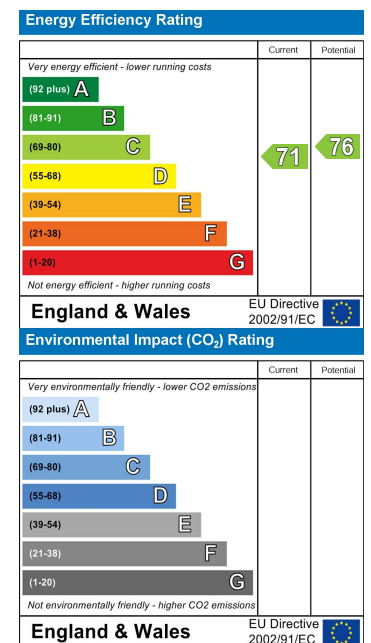 Energy Efficiency Rating
Current Potential
Very energy efficient - lower running costs
(92 plus) A
(81-91) B
(69-80) C
(55-68) D
(39-54) E
(21-38) F
(1-20) G
71
76
Not energy efficient - higher running costs
England & Wales
EU Directive
2002/91/EC
Environmental Impact (CO₂) Rating
Current Potential
Very environmentally friendly - lower CO2 emissions
(92 plus) A
(81-91) B
(69-80) C
(55-68) D
(39-54) E
(21-38) F
(1-20) G
Not environmentally friendly - higher CO2 emissions
England & Wales
EU Directive
2002/91/EC